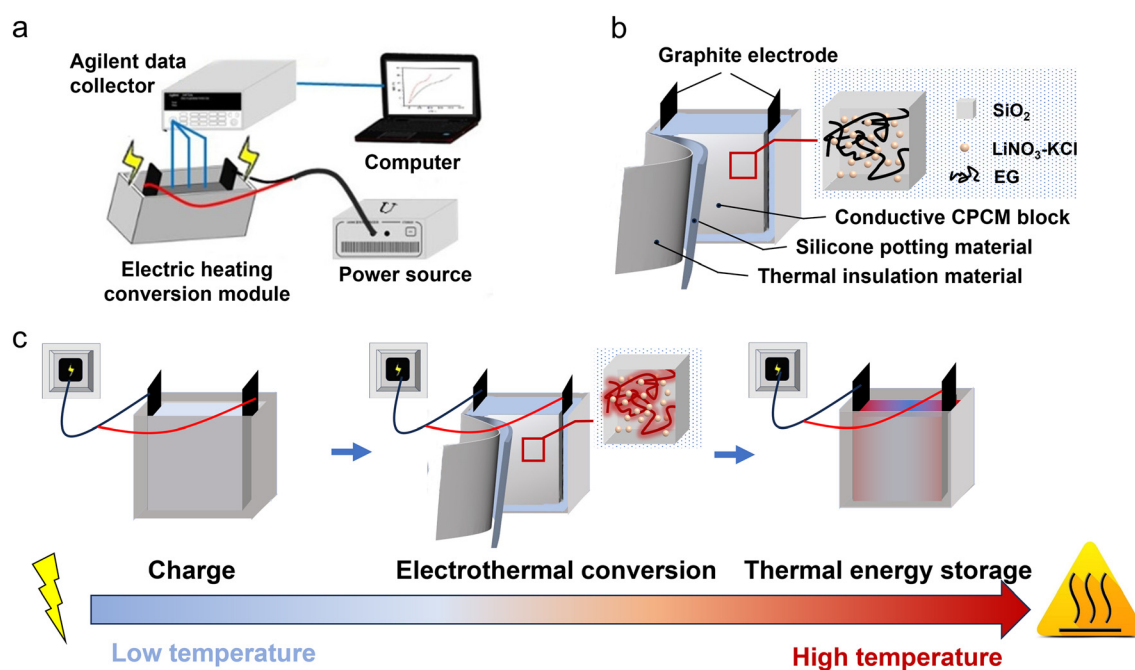 a
Agilent data
collector
Computer
Electric heating
conversion module
Power source
b
Graphite electrode
SiO₂
LiNO₃-KCl
EG
Conductive CPCM block
Silicone potting material
Thermal insulation material
c
Charge
Electrothermal conversion
Thermal energy storage
Low temperature
High temperature